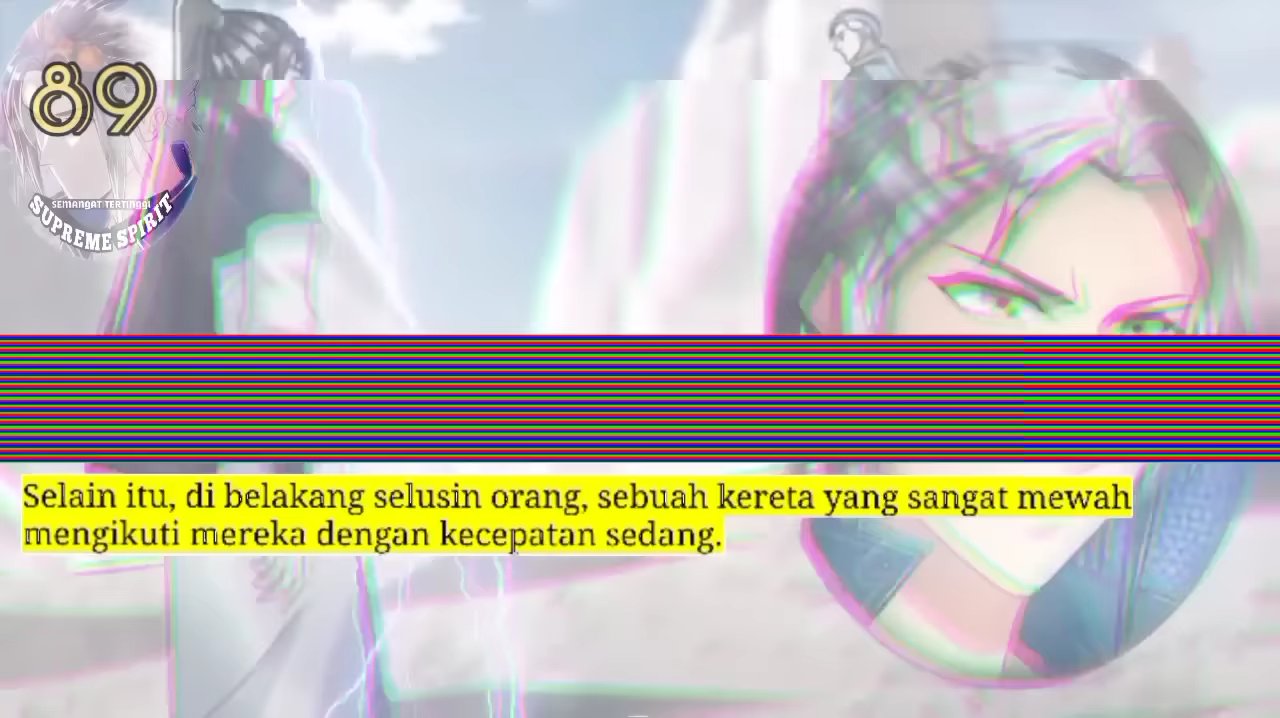 89
SEMANGAT TERTINGGI
SUPREME SPIRIT
Selain itu, di belakang selusin orang, sebuah kereta yang sangat mewah
mengikuti mereka dengan kecepatan sedang.